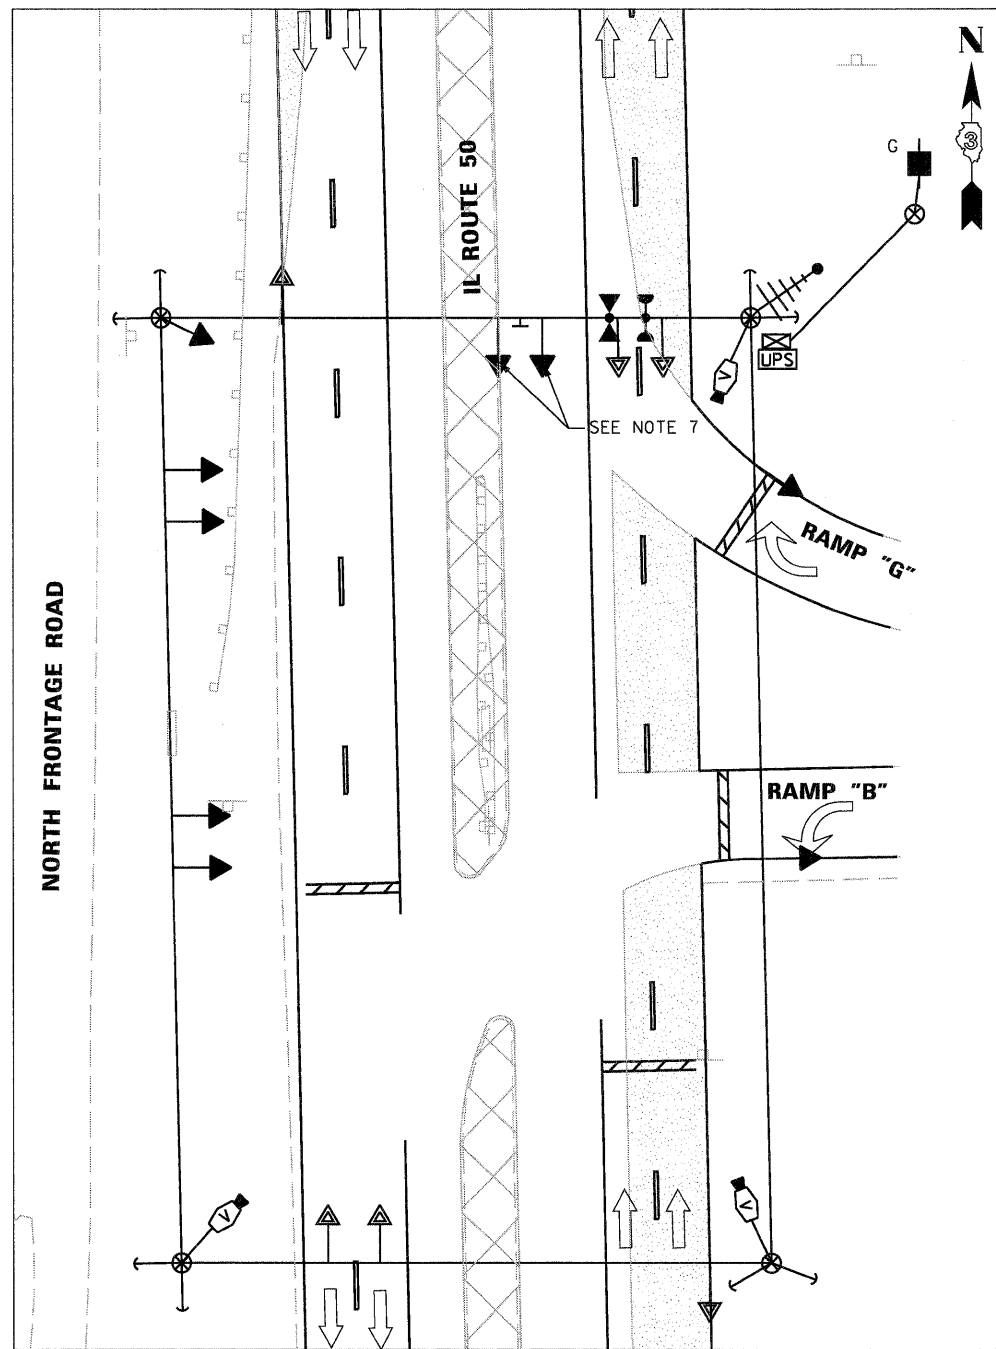 N
3
G
IL ROUTE 50
UPS
V
SEE NOTE 7
RAMP "G"
NORTH FRONTAGE ROAD
RAMP "B"
V
V